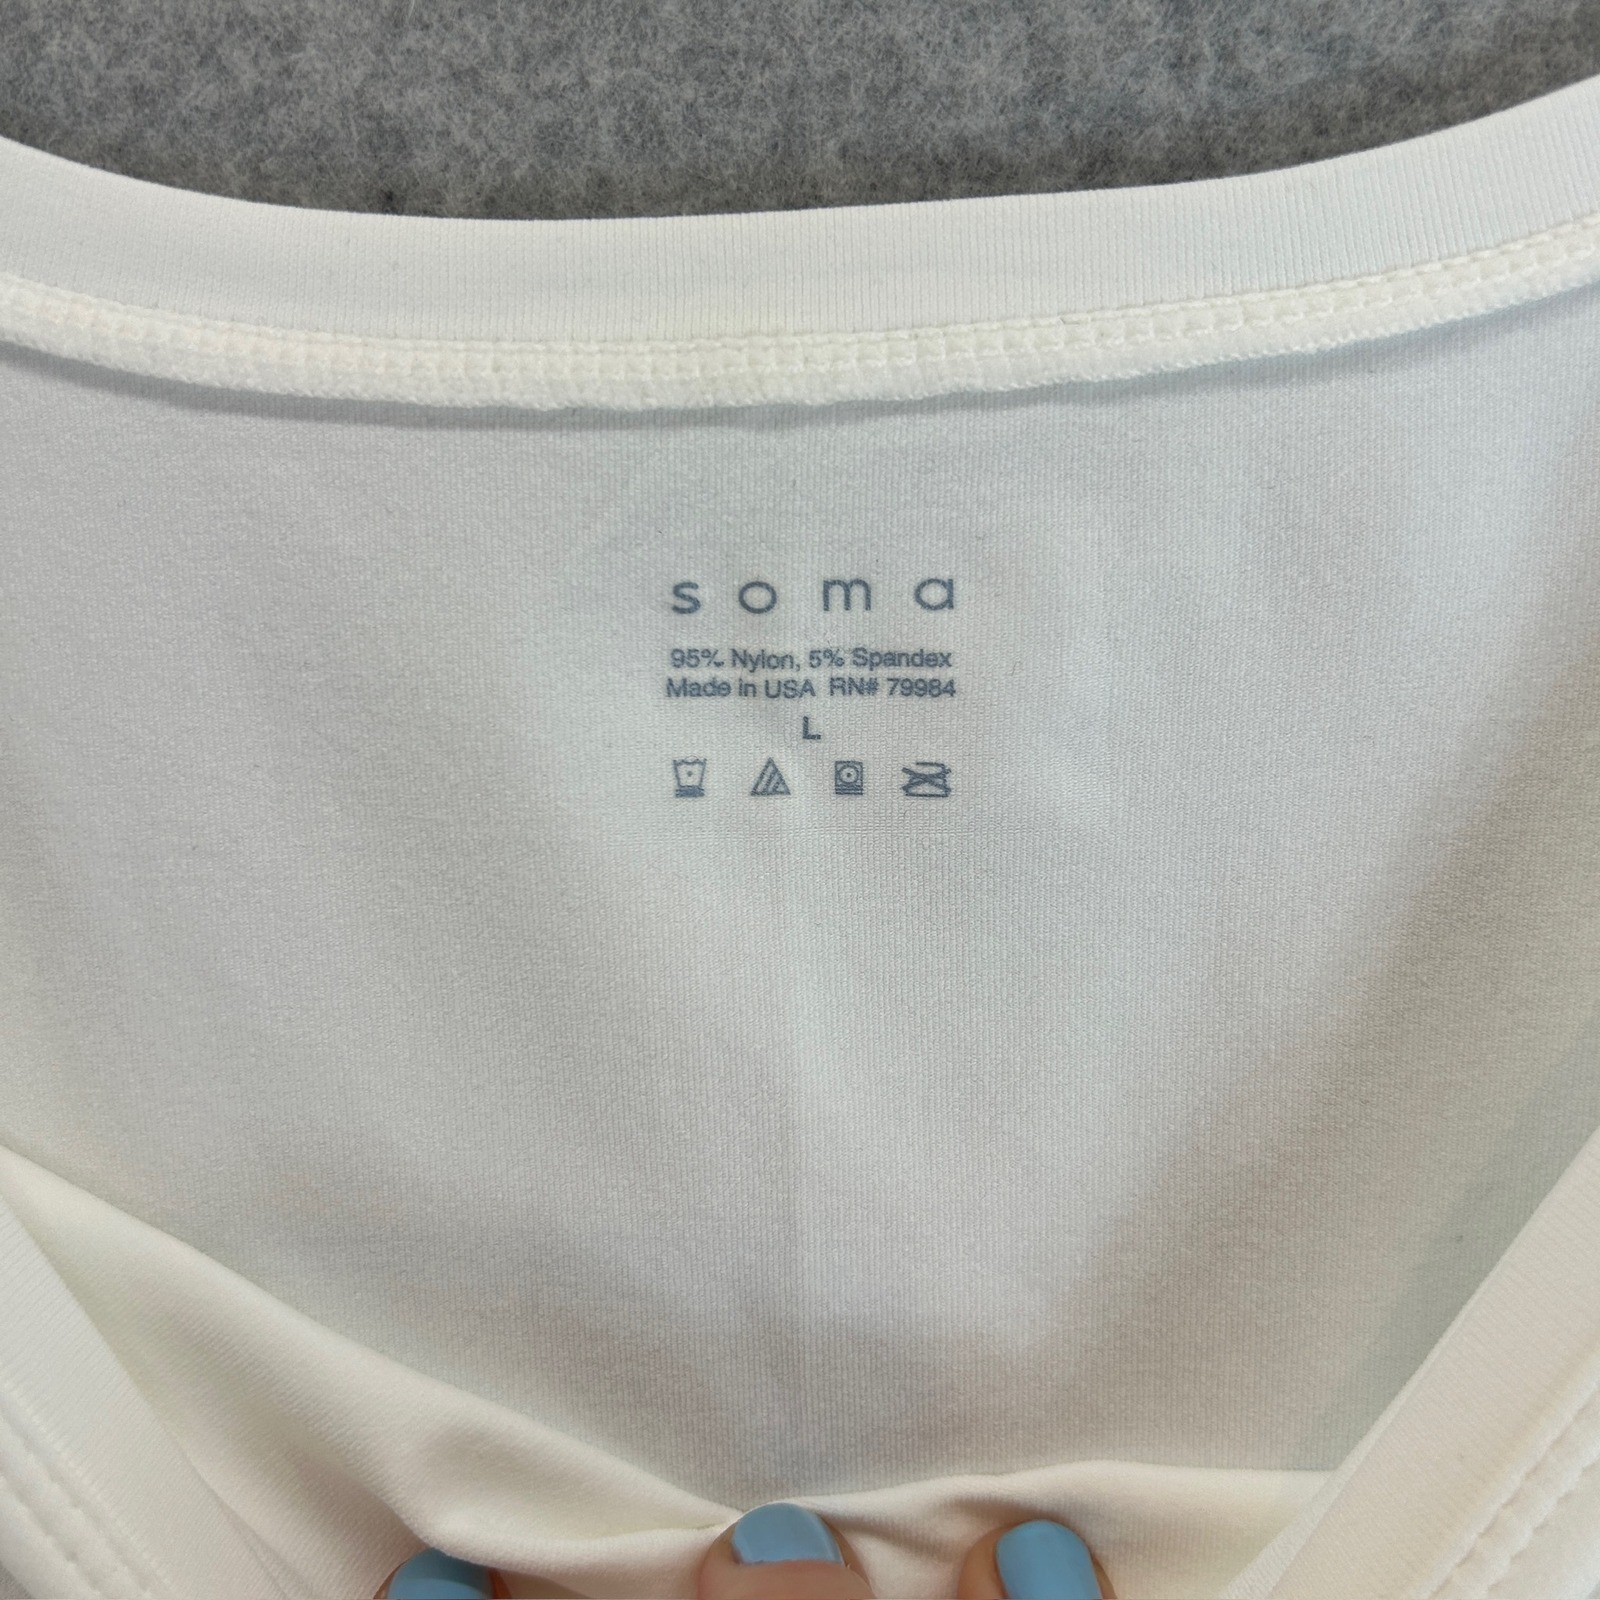 soma
95% Nylon, 5% Spandex
Made in USA RN# 79984
L